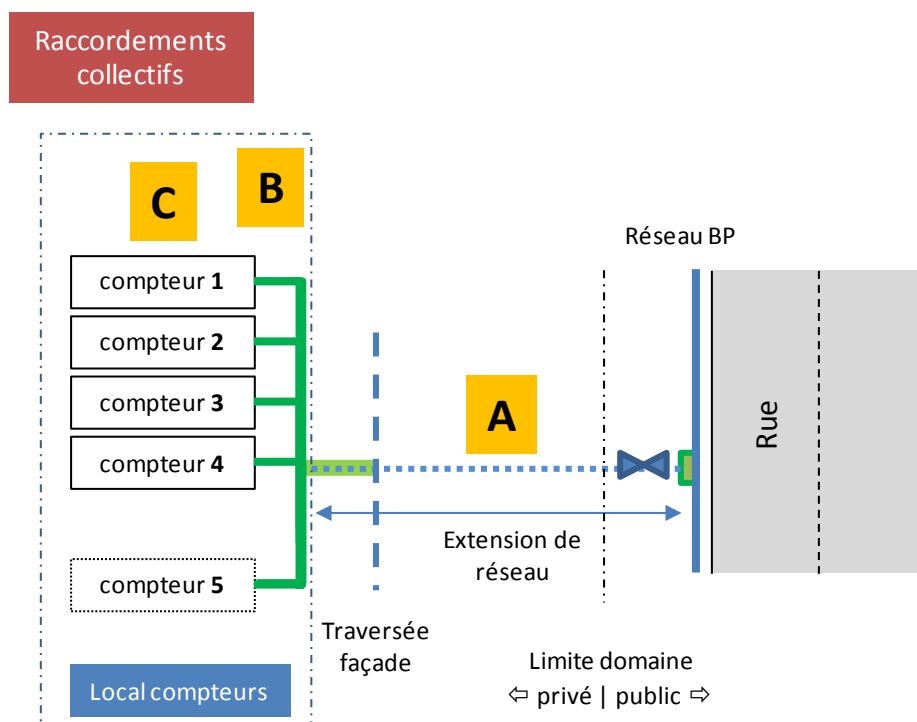 Raccordements
collectifs
C
B
Réseau BP
compteur 1
compteur 2
compteur 3
compteur 4
A
Rue
Extension de
réseau
compteur 5
Traversée
façade
Limite domaine
⇦ privé | public ⇨
Local compteurs